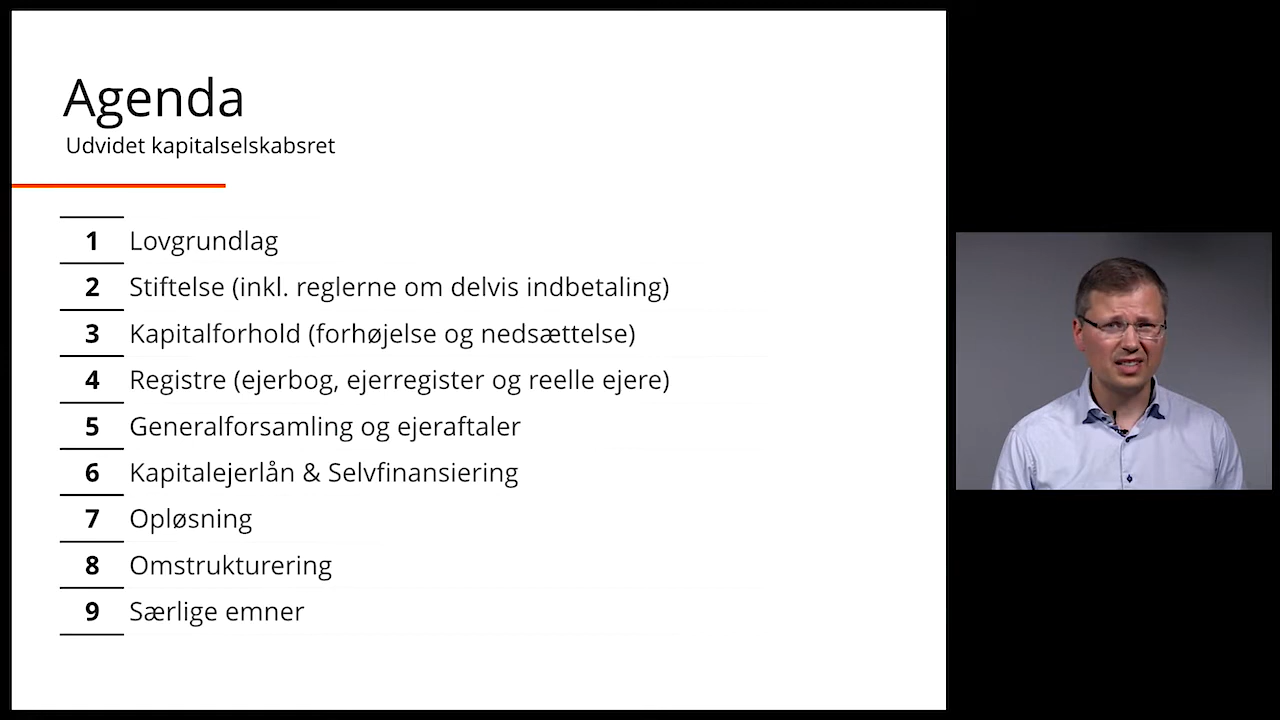 Agenda
Udvidet kapitalselskabsret
1 Lovgrundlag
2 Stiftelse (inkl. reglerne om delvis indbetaling)
3 Kapitalforhold (forhøjelse og nedsættelse)
4 Registre (ejerbog, ejerregister og reelle ejere)
5 Generalforsamling og ejeraftaler
6 Kapitalejerlån & Selvfinansiering
7 Opløsning
8 Omstrukturering
9 Særlige emner